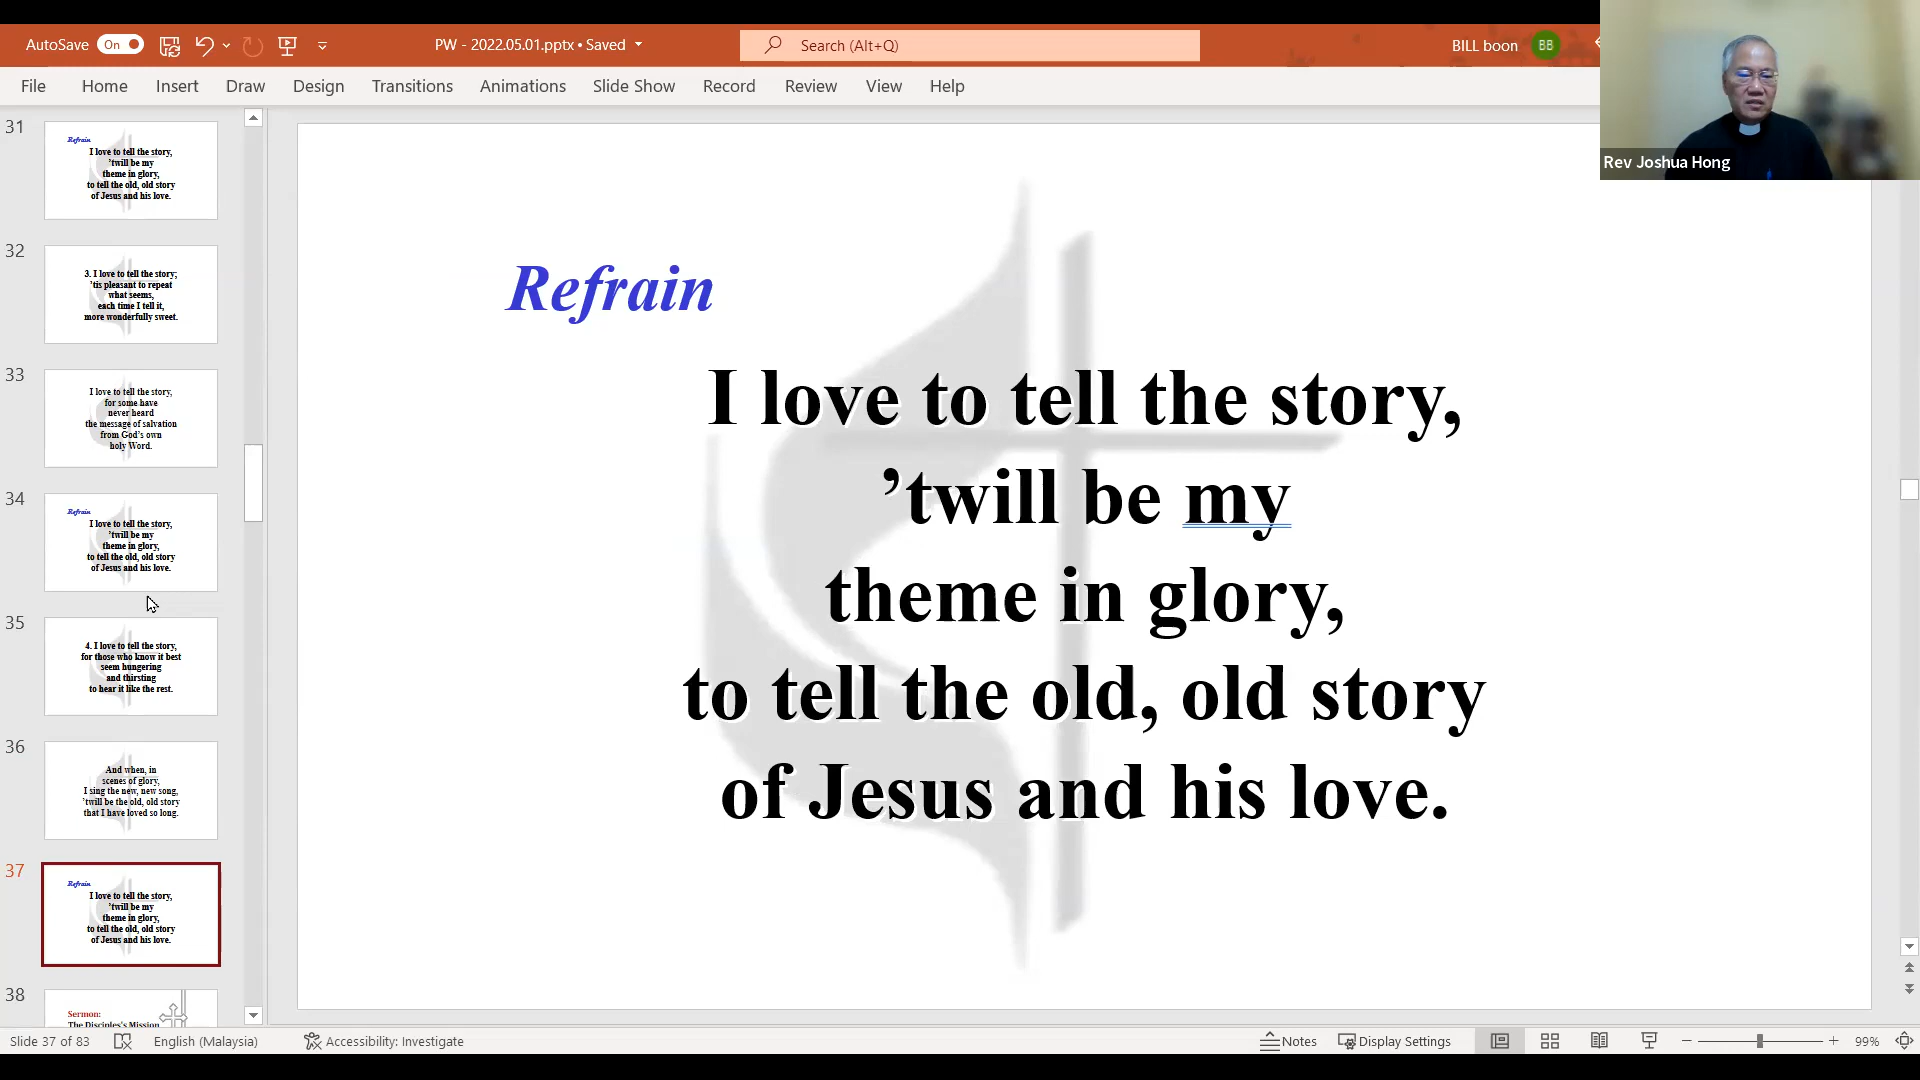 AutoSave On
PW - 2022.05.01.pptx • Saved
Search (Alt+Q)
BILL boon BB
File Home Insert Draw Design Transitions Animations Slide Show Record Review View Help
Rev Joshua Hong
31
Refrain
I love to tell the story,
’twill be my
theme in glory,
to tell the old, old story
of Jesus and his love.
32
3. I love to tell the story;
’tis pleasant to repeat
what seems,
each time I tell it,
more wonderfully sweet.
33
I love to tell the story,
for some have
never heard
the message of salvation
from God’s own
holy Word.
34
Refrain
I love to tell the story,
’twill be my
theme in glory,
to tell the old, old story
of Jesus and his love.
35
4. I love to tell the story,
for those who know it best
seem hungering
and thirsting
to hear it like the rest.
36
And when, in
scenes of glory,
I sing the new, new song,
’twill be the old, old story
that I have loved so long.
37
Refrain
I love to tell the story,
’twill be my
theme in glory,
to tell the old, old story
of Jesus and his love.
38
Sermon:
The Disciples’s Mission
Refrain
I love to tell the story,
’twill be my
theme in glory,
to tell the old, old story
of Jesus and his love.
Slide 37 of 83 English (Malaysia) Accessibility: Investigate Notes Display Settings 99%